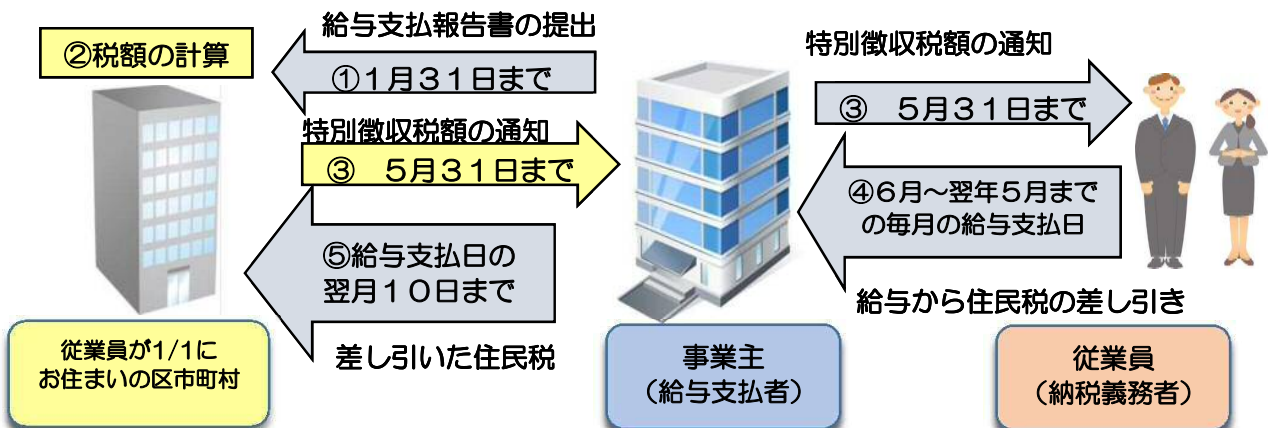 給与支払報告書の提出
②税額の計算
①1月31日まで
特別徴収税額の通知
③　5月31日まで
⑤給与支払日の
翌月10日まで
差し引いた住民税
特別徴収税額の通知
③　5月31日まで
④6月～翌年5月まで
の毎月の給与支払日
給与から住民税の差し引き
従業員が1/1に
お住まいの区市町村
事業主
（給与支払者）
従業員
（納税義務者）